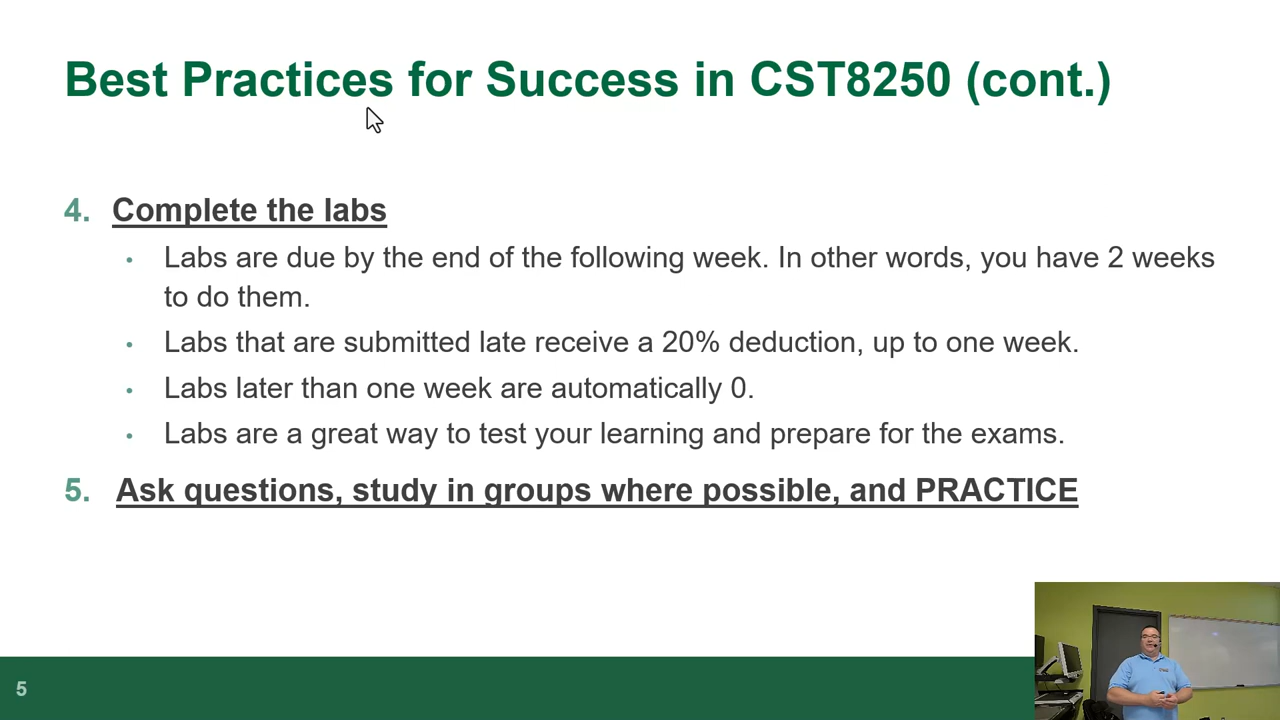 Best Practices for Success in CST8250 (cont.)
4. Complete the labs
• Labs are due by the end of the following week. In other words, you have 2 weeks
to do them.
• Labs that are submitted late receive a 20% deduction, up to one week.
• Labs later than one week are automatically 0.
• Labs are a great way to test your learning and prepare for the exams.
5. Ask questions, study in groups where possible, and PRACTICE
5